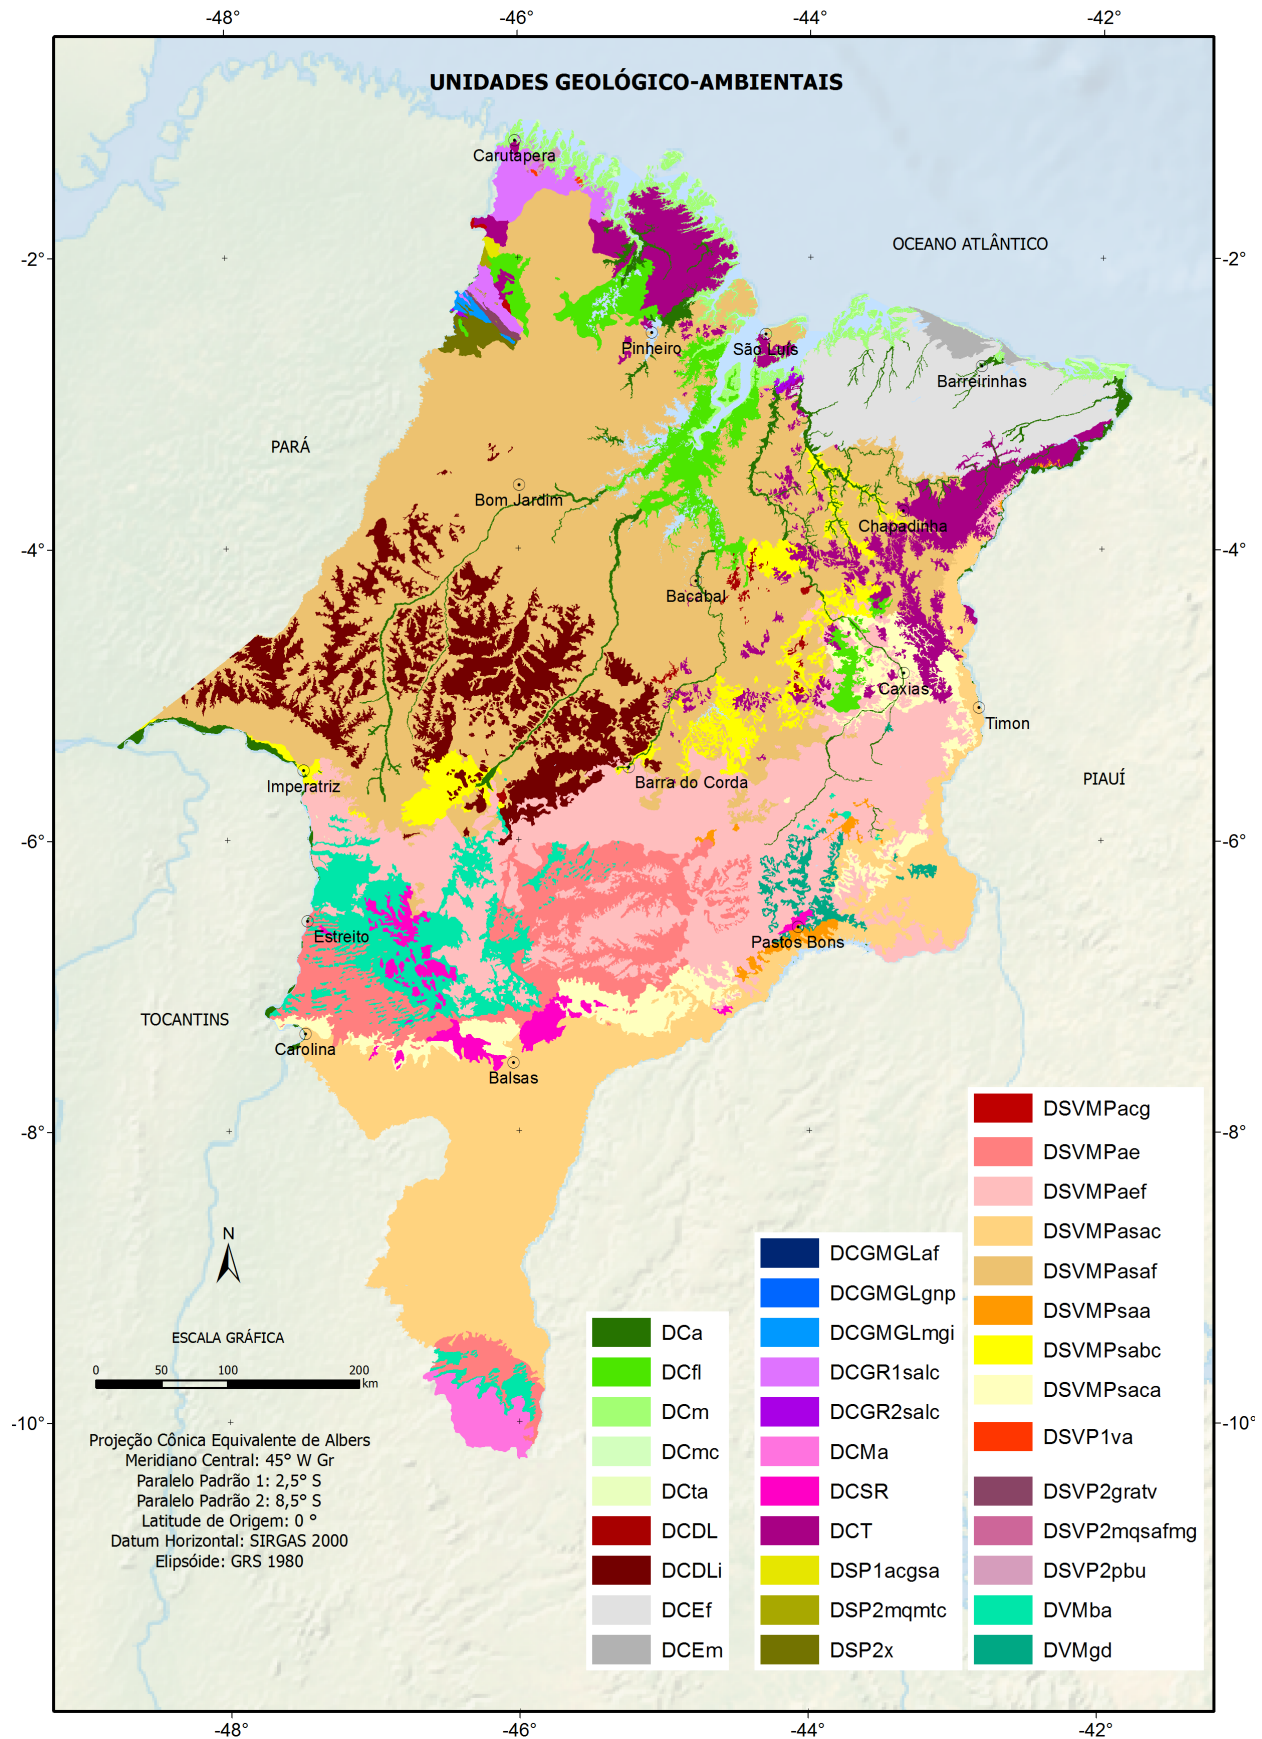 -48°
-46°
-44°
-42°
UNIDADES GEOLÓGICO-AMBIENTAIS
Carutapera
OCEANO ATLÂNTICO
-2°
-2°
Pinheiro
São Luís
Barreirinhas
PARÁ
Bom Jardim
Chapadinha
-4°
-4°
Bacabal
Caxias
Timon
Imperatriz
Barra do Corda
PIAUÍ
-6°
-6°
Estreito
Pastos Bons
TOCANTINS
Carolina
Balsas
-8°
-8°
N
ESCALA GRÁFICA
0 50 100 200
km
-10°
-10°
Projeção Cônica Equivalente de Albers
Meridiano Central: 45° W Gr
Paralelo Padrão 1: 2,5° S
Paralelo Padrão 2: 8,5° S
Latitude de Origem: 0 °
Datum Horizontal: SIRGAS 2000
Elipsóide: GRS 1980
DCa
DCfl
DCm
DCmc
DCta
DCDL
DCDLi
DCEf
DCEm
DCGMGLaf
DCGMGLgnp
DCGMGLmgi
DCGR1salc
DCGR2salc
DCMa
DCSR
DCT
DSP1acgsa
DSP2mqmtc
DSP2x
DSVMPacg
DSVMPae
DSVMPaef
DSVMPasac
DSVMPasaf
DSVMPsaa
DSVMPsabc
DSVMPsaca
DSVP1va
DSVP2gratv
DSVP2mqsafmg
DSVP2pbu
DVMba
DVMgd
-48°
-46°
-44°
-42°